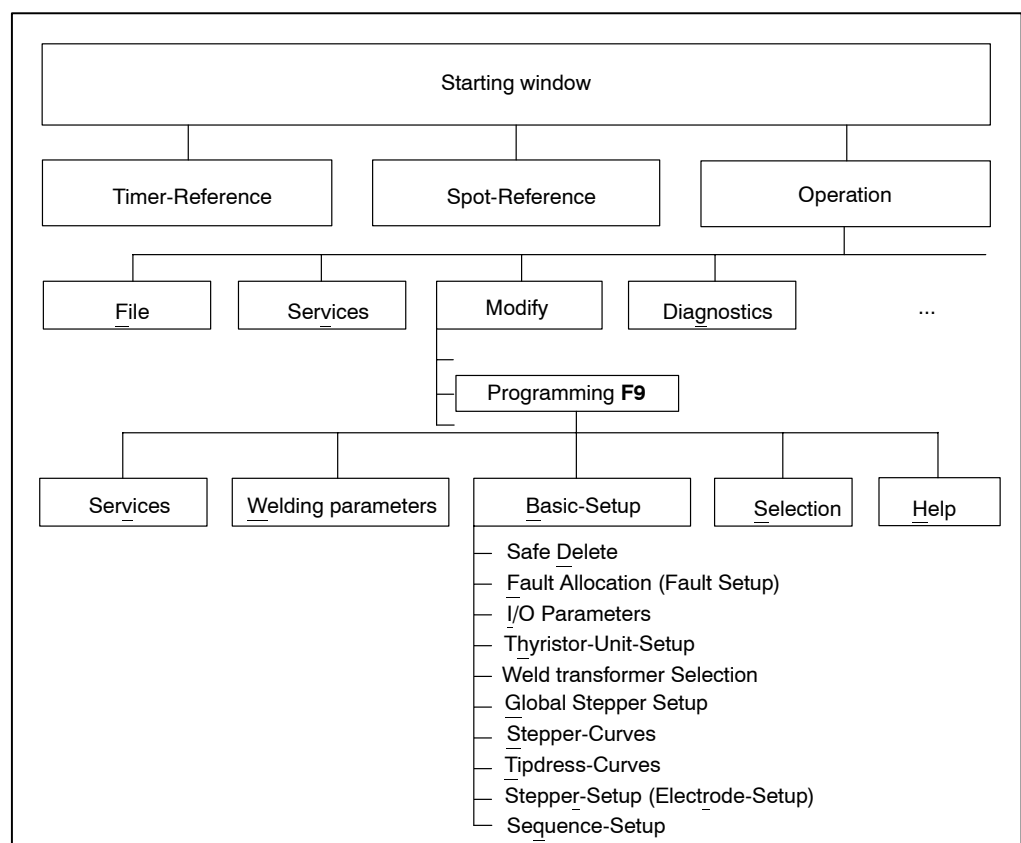 Starting window
Timer-Reference
Spot-Reference
Operation
File
Services
Modify
Diagnostics
...
Programming F9
Services
Welding parameters
Basic-Setup
Selection
Help
Safe Delete
Fault Allocation (Fault Setup)
I/O Parameters
Thyristor-Unit-Setup
Weld transformer Selection
Global Stepper Setup
Stepper-Curves
Tipdress-Curves
Stepper-Setup (Electrode-Setup)
Sequence-Setup